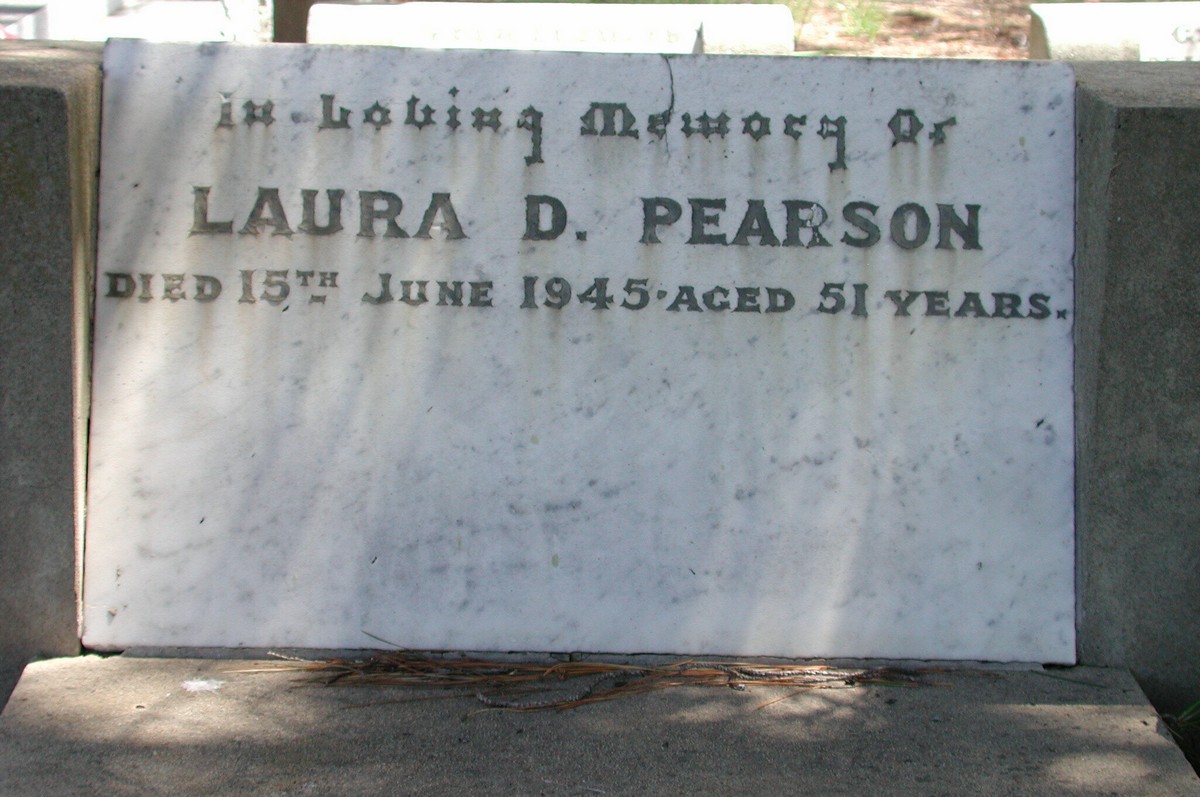 In Loving Memory Of
LAURA D. PEARSON
DIED 15TH JUNE 1945·AGED 51 YEARS.